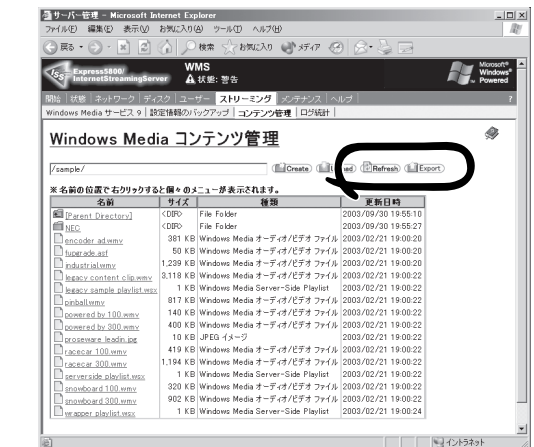 サーバー管理 - Microsoft Internet Explorer
ファイル(F) 編集(E) 表示(V) お気に入り(A) ツール(T) ヘルプ(H)
戻る 検索 お気に入り メディア
Express5800/
InternetStreamingServer
WMS
状態: 警告
Microsoft®
Windows®
Powered
開始 状態 ネットワーク ディスク ユーザー ストリーミング メンテナンス ヘルプ ?
Windows Media サービス 9 設定情報のバックアップ コンテンツ管理 ログ統計
Windows Media コンテンツ管理
/sample/ Create Refresh Export
※名前の位置で右クリックすると個々のメニューが表示されます。
名前 サイズ 種類 更新日時
[Parent Directory] <DIR> File Folder 2003/09/30 19:55:10
NEC <DIR> File Folder 2003/09/30 19:55:27
encoder ad.wmv 381 KB Windows Media オーディオ/ビデオ ファイル 2003/02/21 19:00:20
fupgrade.asf 50 KB Windows Media オーディオ/ビデオ ファイル 2003/02/21 19:00:20
industrial.wmv 1,239 KB Windows Media オーディオ/ビデオ ファイル 2003/02/21 19:00:20
legacy content clip.wmv 3,118 KB Windows Media オーディオ/ビデオ ファイル 2003/02/21 19:00:22
legacy sample playlist.wsx 1 KB Windows Media Server-Side Playlist 2003/02/21 19:00:22
pinball.wmv 817 KB Windows Media オーディオ/ビデオ ファイル 2003/02/21 19:00:22
powered by 100.wmv 140 KB Windows Media オーディオ/ビデオ ファイル 2003/02/21 19:00:22
powered by 300.wmv 400 KB Windows Media オーディオ/ビデオ ファイル 2003/02/21 19:00:22
proseware leadin.jpg 10 KB JPEG イメージ 2003/02/21 19:00:22
racecar 100.wmv 419 KB Windows Media オーディオ/ビデオ ファイル 2003/02/21 19:00:22
racecar 300.wmv 1,194 KB Windows Media オーディオ/ビデオ ファイル 2003/02/21 19:00:22
serverside playlist.wsx 1 KB Windows Media Server-Side Playlist 2003/02/21 19:00:22
snowboard 100.wmv 320 KB Windows Media オーディオ/ビデオ ファイル 2003/02/21 19:00:22
snowboard 300.wmv 902 KB Windows Media オーディオ/ビデオ ファイル 2003/02/21 19:00:22
wrapper playlist.wsx 1 KB Windows Media Server-Side Playlist 2003/02/21 19:00:24
イントラネット